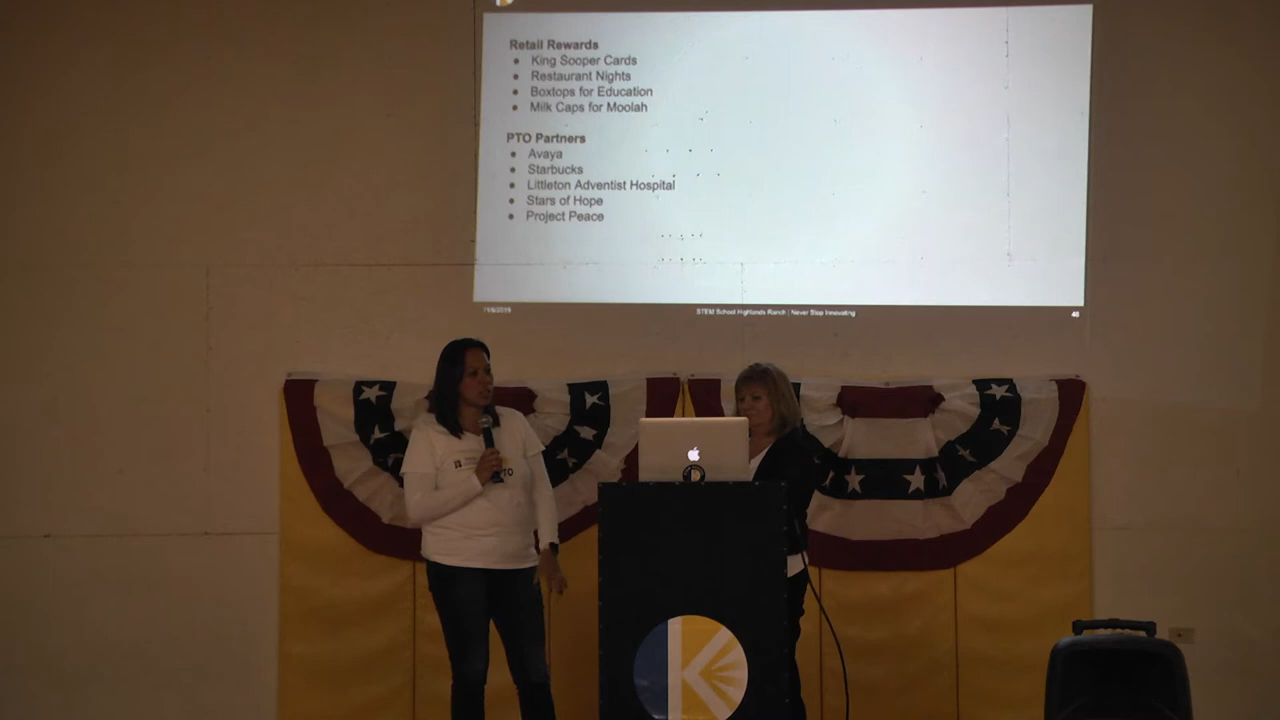 Retail Rewards
● King Sooper Cards
● Restaurant Nights
● Boxtops for Education
● Milk Caps for Moolah
PTO Partners
● Avaya
● Starbucks
● Littleton Adventist Hospital
● Stars of Hope
● Project Peace
STEM School Highlands Ranch | Never Stop Innovating
46
K